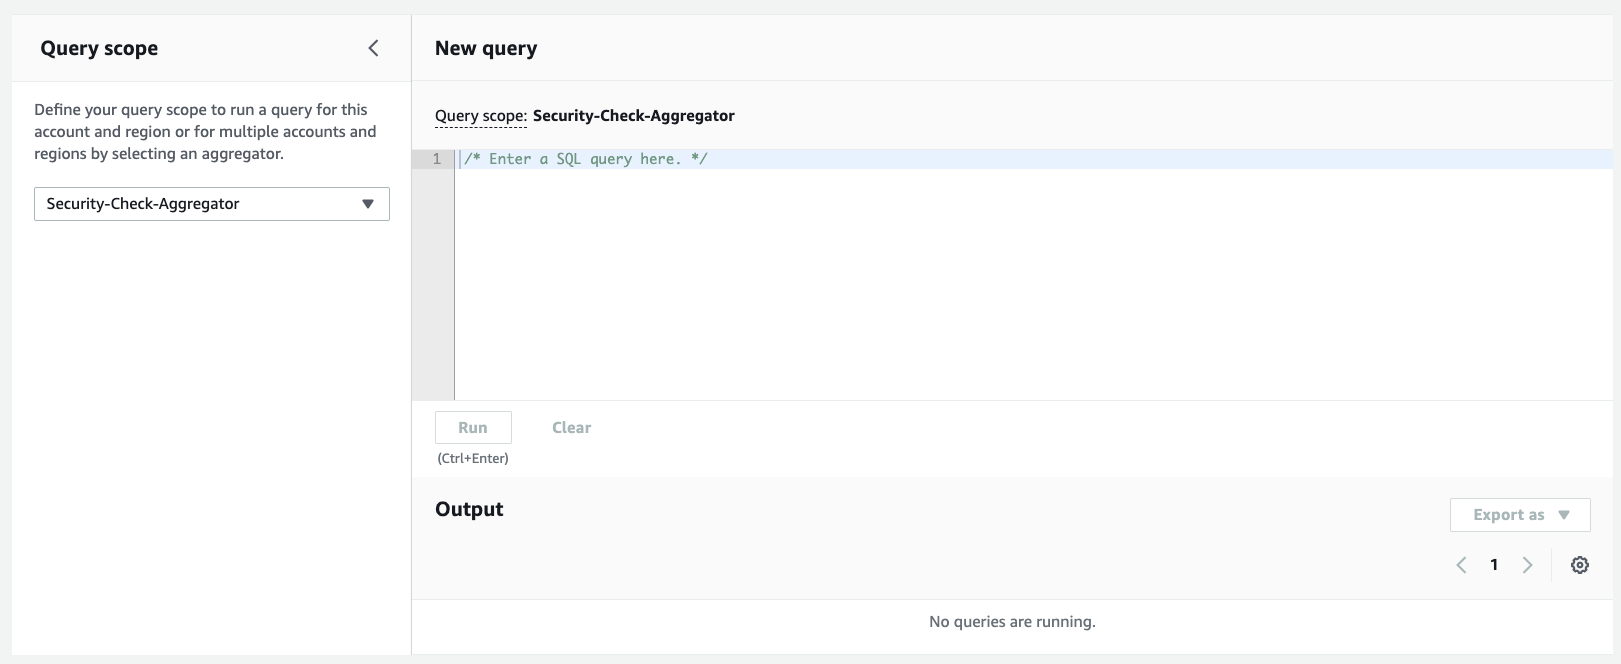 Query scope
Define your query scope to run a query for this
account and region or for multiple accounts and
regions by selecting an aggregator.
Security-Check-Aggregator
New query
Query scope: Security-Check-Aggregator
1 /* Enter a SQL query here. */
Run Clear
(Ctrl+Enter)
Output
Export as
1
No queries are running.